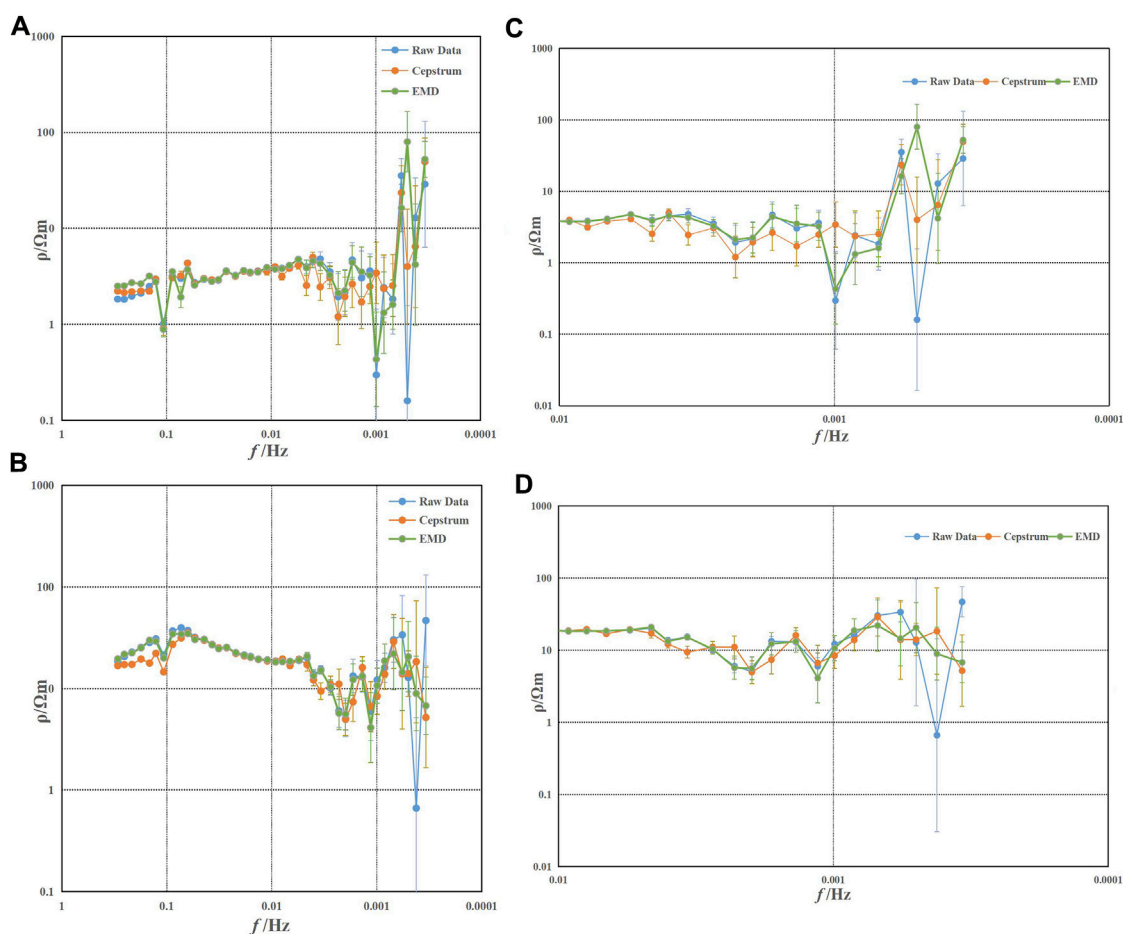 A
1000
100
10
1
0.1
ρ/Ωm
Raw Data
Cepstrum
EMD
1 0.1 0.01 0.001 0.0001
f/Hz
B
1000
100
10
1
0.1
ρ/Ωm
Raw Data
Cepstrum
EMD
1 0.1 0.01 0.001 0.0001
f/Hz
C
1000
100
10
1
0.1
0.01
ρ/Ωm
Raw Data Cepstrum EMD
0.01 0.001 0.0001
f/Hz
D
1000
100
10
1
0.1
0.01
ρ/Ωm
Raw Data Cepstrum EMD
0.01 0.001 0.0001
f/Hz